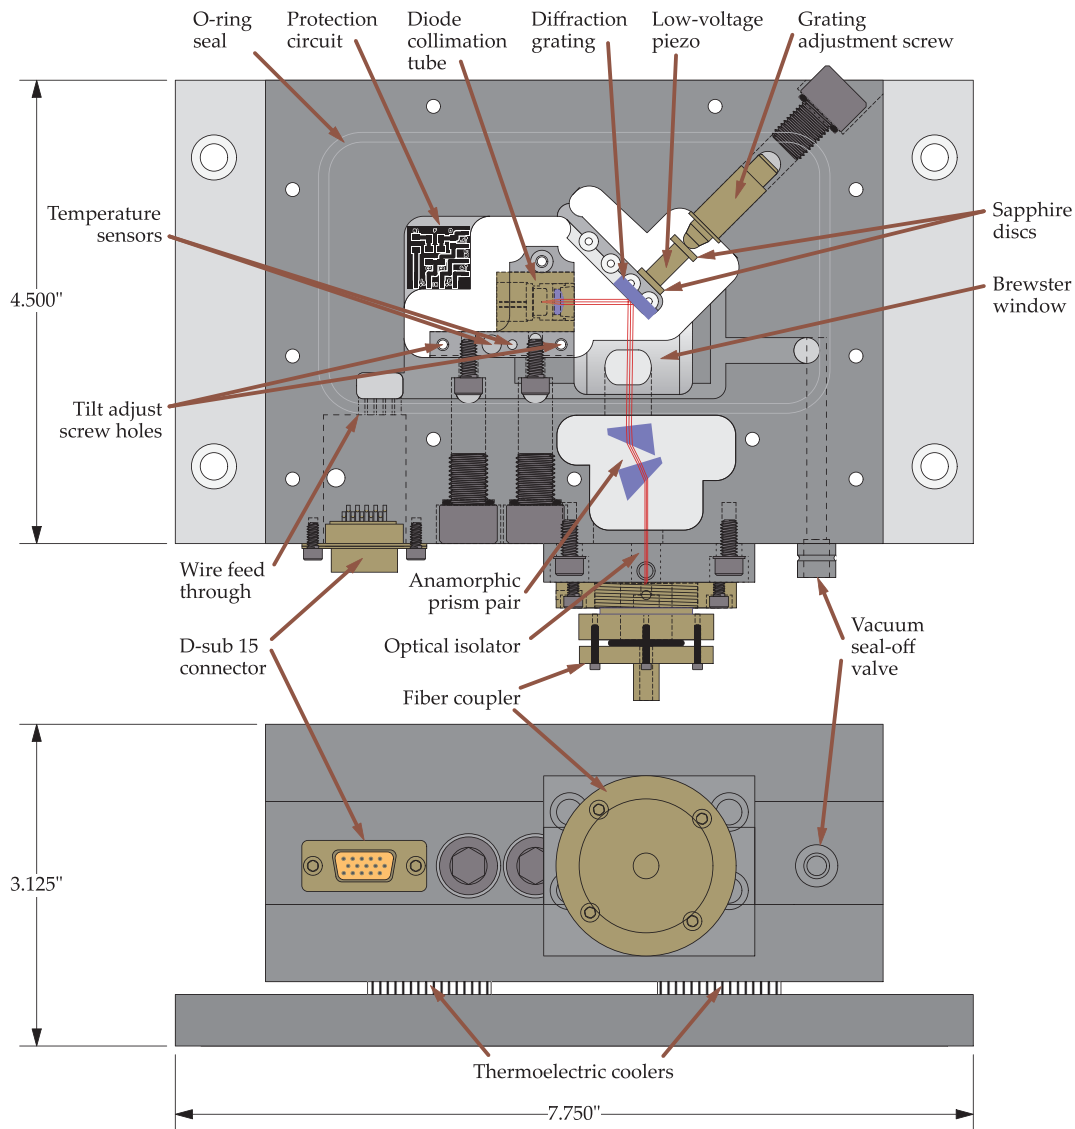 O-ring
seal
Protection
circuit
Diode
collimation
tube
Diffraction
grating
Low-voltage
piezo
Grating
adjustment screw
Temperature
sensors
Sapphire
discs
4.500"
Brewster
window
Tilt adjust
screw holes
Wire feed
through
Anamorphic
prism pair
D-sub 15
connector
Optical isolator
Vacuum
seal-off
valve
Fiber coupler
3.125"
Thermoelectric coolers
7.750"